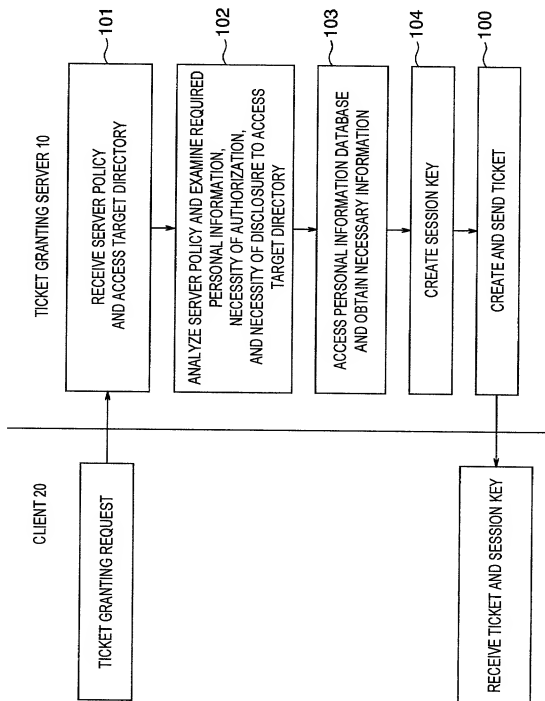 CLIENT 20
TICKET GRANTING SERVER 10
TICKET GRANTING REQUEST
RECEIVE SERVER POLICY
AND ACCESS TARGET DIRECTORY
101
ANALYZE SERVER POLICY AND EXAMINE REQUIRED
PERSONAL INFORMATION,
NECESSITY OF AUTHORIZATION,
AND NECESSITY OF DISCLOSURE TO ACCESS
TARGET DIRECTORY
102
ACCESS PERSONAL INFORMATION DATABASE
AND OBTAIN NECESSARY INFORMATION
103
CREATE SESSION KEY
104
CREATE AND SEND TICKET
100
RECEIVE TICKET AND SESSION KEY